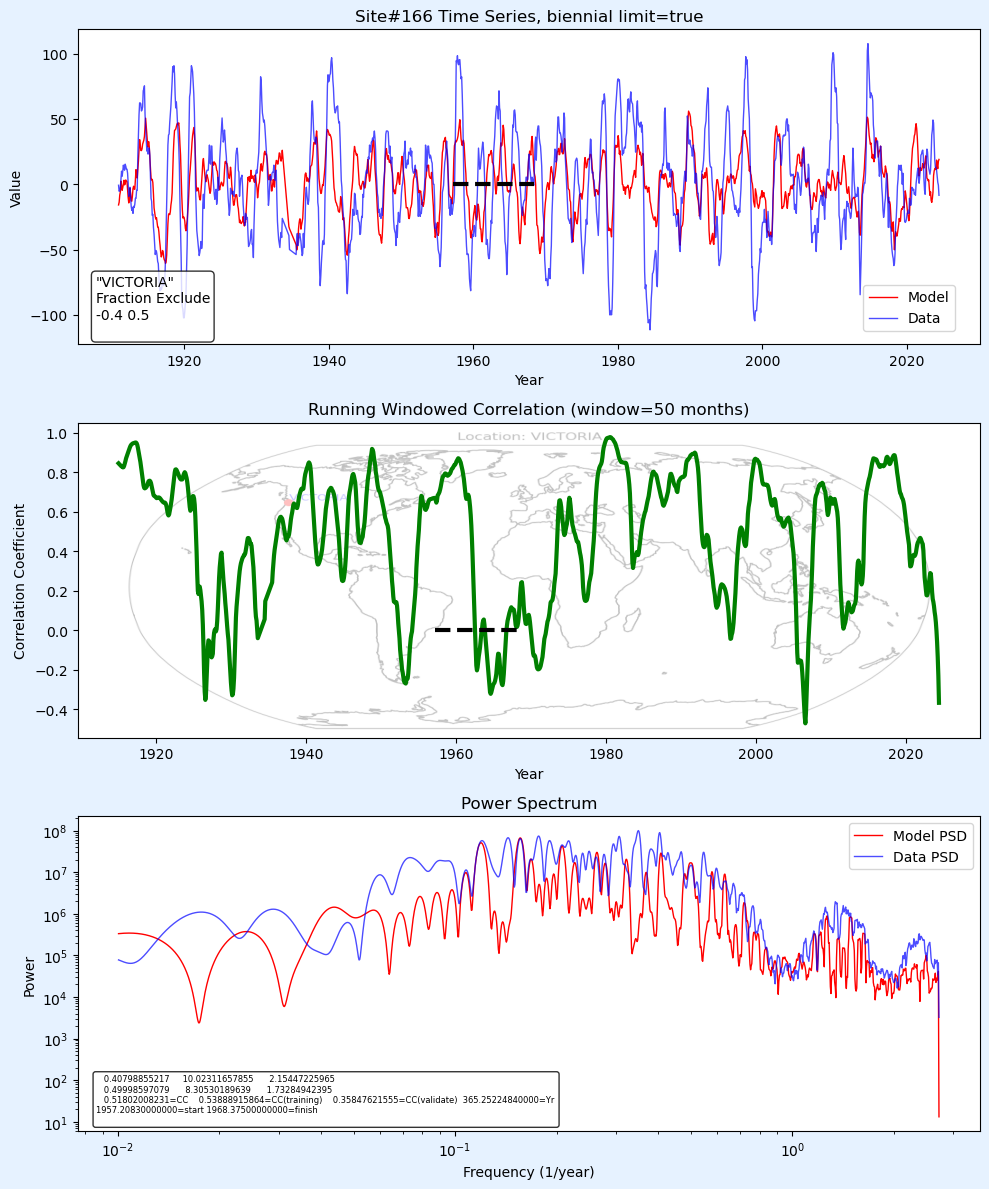 Site#166 Time Series, biennial limit=true
100
50
0
−50
−100
Value
"VICTORIA"
Fraction Exclude
-0.4 0.5
Model
Data
1920
1940
1960
1980
2000
2020
Year
Running Windowed Correlation (window=50 months)
Location: VICTORIA
1.0
0.8
0.6
0.4
0.2
0.0
−0.2
−0.4
Correlation Coefficient
1920
1940
1960
1980
2000
2020
Year
Power Spectrum
10^8
10^7
10^6
10^5
10^4
10^3
10^2
10^1
Power
Model PSD
Data PSD
0.40798855217 10.02311657855 2.15447225965
0.49998597079 8.30530189639 1.73284942395
0.51802008231=CC 0.53888915864=CC(training) 0.35847621555=CC(validate) 365.25224840000=Yr
1957.20830000000=start 1968.37500000000=finish
10^−2
10^−1
10^0
Frequency (1/year)